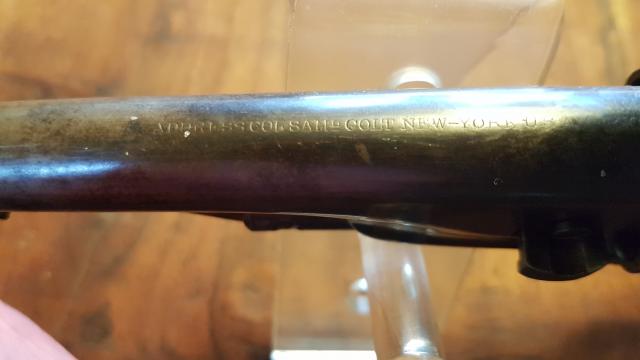 ADDRESS COL. SAML COLT NEW-YORK U.S